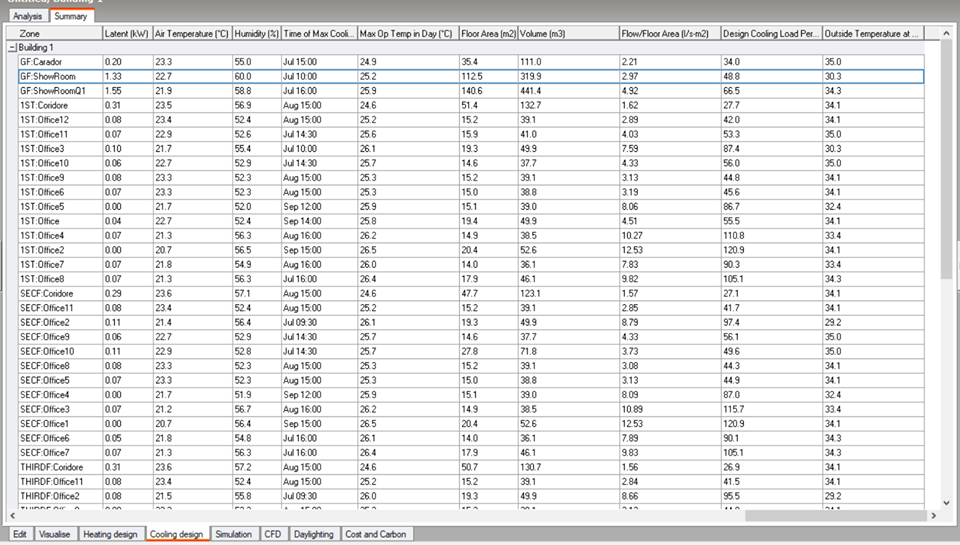 Analysis Summary
Zone Latent (kW) Air Temperature (°C) Humidity (%) Time of Max Cooli... Max Op Temp in Day (°C) Floor Area (m2) Volume (m3) Flow/Floor Area (l/s-m2) Design Cooling Load Per... Outside Temperature at ...
Building 1
GF:Carador 0.20 23.3 55.0 Jul 15:00 24.9 35.4 111.0 2.21 34.0 35.0
GF:ShowRoom 1.33 22.7 60.0 Jul 10:00 25.2 112.5 319.9 2.97 48.8 30.3
GF:ShowRoomQ1 1.55 21.9 58.8 Jul 16:00 25.9 140.6 441.4 4.92 66.5 34.3
1ST:Coridore 0.31 23.5 56.9 Aug 15:00 24.6 51.4 132.7 1.62 27.7 34.1
1ST:Office12 0.08 23.4 52.4 Aug 15:00 25.2 15.2 39.1 2.89 42.0 34.1
1ST:Office11 0.07 22.9 52.6 Jul 14:30 25.6 15.9 41.0 4.03 53.3 35.0
1ST:Office3 0.10 21.7 55.4 Jul 10:00 26.1 19.3 49.9 7.59 87.4 30.3
1ST:Office10 0.06 22.7 52.9 Jul 14:30 25.7 14.6 37.7 4.33 56.0 35.0
1ST:Office9 0.08 23.3 52.3 Aug 15:00 25.3 15.2 39.1 3.13 44.8 34.1
1ST:Office6 0.07 23.3 52.3 Aug 15:00 25.3 15.0 38.8 3.19 45.6 34.1
1ST:Office5 0.00 21.7 52.0 Sep 12:00 25.9 15.1 39.0 8.06 86.7 32.4
1ST:Office 0.04 22.7 52.4 Sep 14:00 25.8 19.4 49.9 4.51 55.5 34.1
1ST:Office4 0.07 21.3 56.3 Aug 16:00 26.2 14.9 38.5 10.27 110.8 33.4
1ST:Office2 0.00 20.7 56.5 Sep 15:00 26.5 20.4 52.6 12.53 120.9 34.1
1ST:Office7 0.07 21.8 54.9 Aug 16:00 26.0 14.0 36.1 7.83 90.3 33.4
1ST:Office8 0.07 21.3 56.3 Jul 16:00 26.4 17.9 46.1 9.82 105.1 34.3
SECF:Coridore 0.29 23.6 57.1 Aug 15:00 24.6 47.7 123.1 1.57 27.1 34.1
SECF:Office11 0.08 23.4 52.4 Aug 15:00 25.2 15.2 39.1 2.85 41.7 34.1
SECF:Office2 0.11 21.4 56.4 Jul 09:30 26.1 19.3 49.9 8.79 97.4 29.2
SECF:Office9 0.06 22.7 52.9 Jul 14:30 25.7 14.6 37.7 4.33 56.1 35.0
SECF:Office10 0.11 22.9 52.8 Jul 14:30 25.7 27.8 71.8 3.73 49.6 35.0
SECF:Office8 0.08 23.3 52.3 Aug 15:00 25.3 15.2 39.1 3.08 44.3 34.1
SECF:Office5 0.07 23.3 52.3 Aug 15:00 25.3 15.0 38.8 3.13 44.9 34.1
SECF:Office4 0.00 21.7 51.9 Sep 12:00 25.9 15.1 39.0 8.09 87.0 32.4
SECF:Office3 0.07 21.2 56.7 Aug 16:00 26.2 14.9 38.5 10.89 115.7 33.4
SECF:Office1 0.00 20.7 56.4 Sep 15:00 26.5 20.4 52.6 12.53 120.9 34.1
SECF:Office6 0.05 21.8 54.8 Jul 16:00 26.1 14.0 36.1 7.89 90.1 34.3
SECF:Office7 0.07 21.3 56.3 Jul 16:00 26.4 17.9 46.1 9.83 105.1 34.3
THIRDF:Coridore 0.31 23.6 57.2 Aug 15:00 24.6 50.7 130.7 1.56 26.9 34.1
THIRDF:Office11 0.08 23.4 52.4 Aug 15:00 25.2 15.2 39.1 2.84 41.5 34.1
THIRDF:Office2 0.08 21.5 55.8 Jul 09:30 26.0 19.3 49.9 8.66 95.5 29.2
Edit Visualise Heating design Cooling design Simulation CFD Daylighting Cost and Carbon